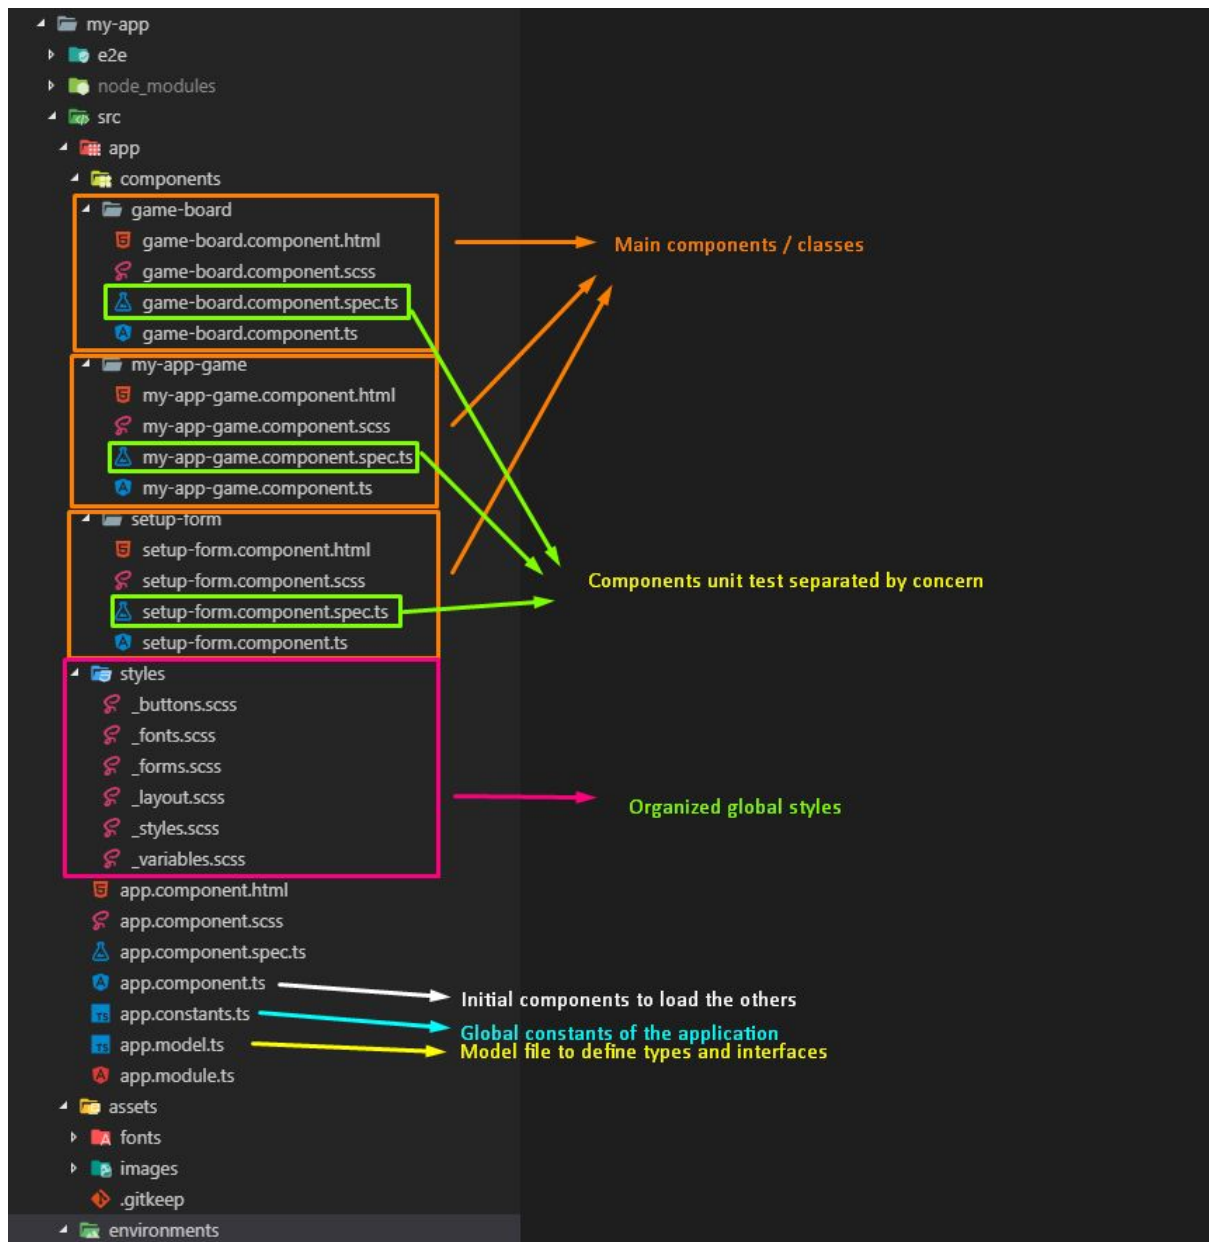 my-app
e2e
node_modules
src
app
components
game-board
game-board.component.html
Main components / classes
game-board.component.scss
game-board.component.spec.ts
game-board.component.ts
my-app-game
my-app-game.component.html
my-app-game.component.scss
my-app-game.component.spec.ts
my-app-game.component.ts
setup-form
setup-form.component.html
setup-form.component.scss
Components unit test separated by concern
setup-form.component.spec.ts
setup-form.component.ts
styles
_buttons.scss
_fonts.scss
_forms.scss
_layout.scss
Organized global styles
_styles.scss
_variables.scss
app.component.html
app.component.scss
app.component.spec.ts
app.component.ts
Initial components to load the others
app.constants.ts
Global constants of the application
app.model.ts
Model file to define types and interfaces
app.module.ts
assets
fonts
images
.gitkeep
environments